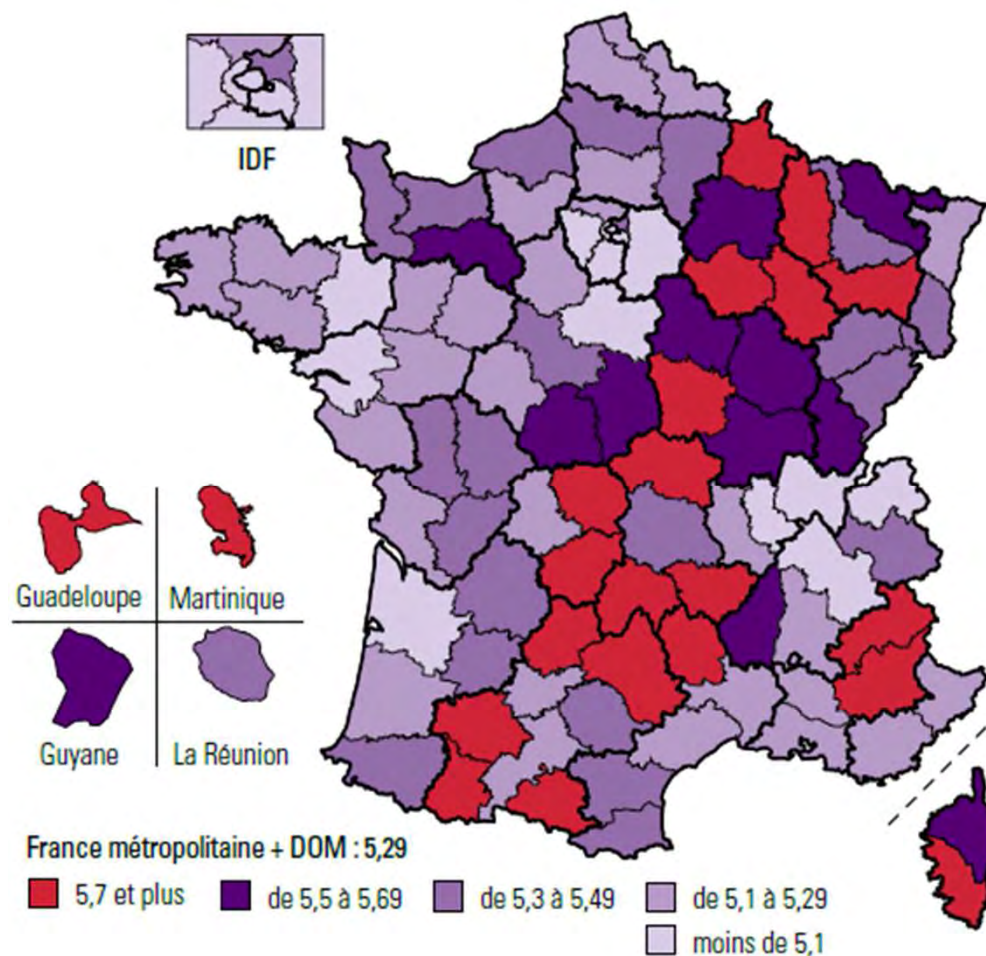 IDF
Guadeloupe
Martinique
Guyane
La Réunion
France métropolitaine + DOM : 5,29
5,7 et plus
de 5,5 à 5,69
de 5,3 à 5,49
de 5,1 à 5,29
moins de 5,1